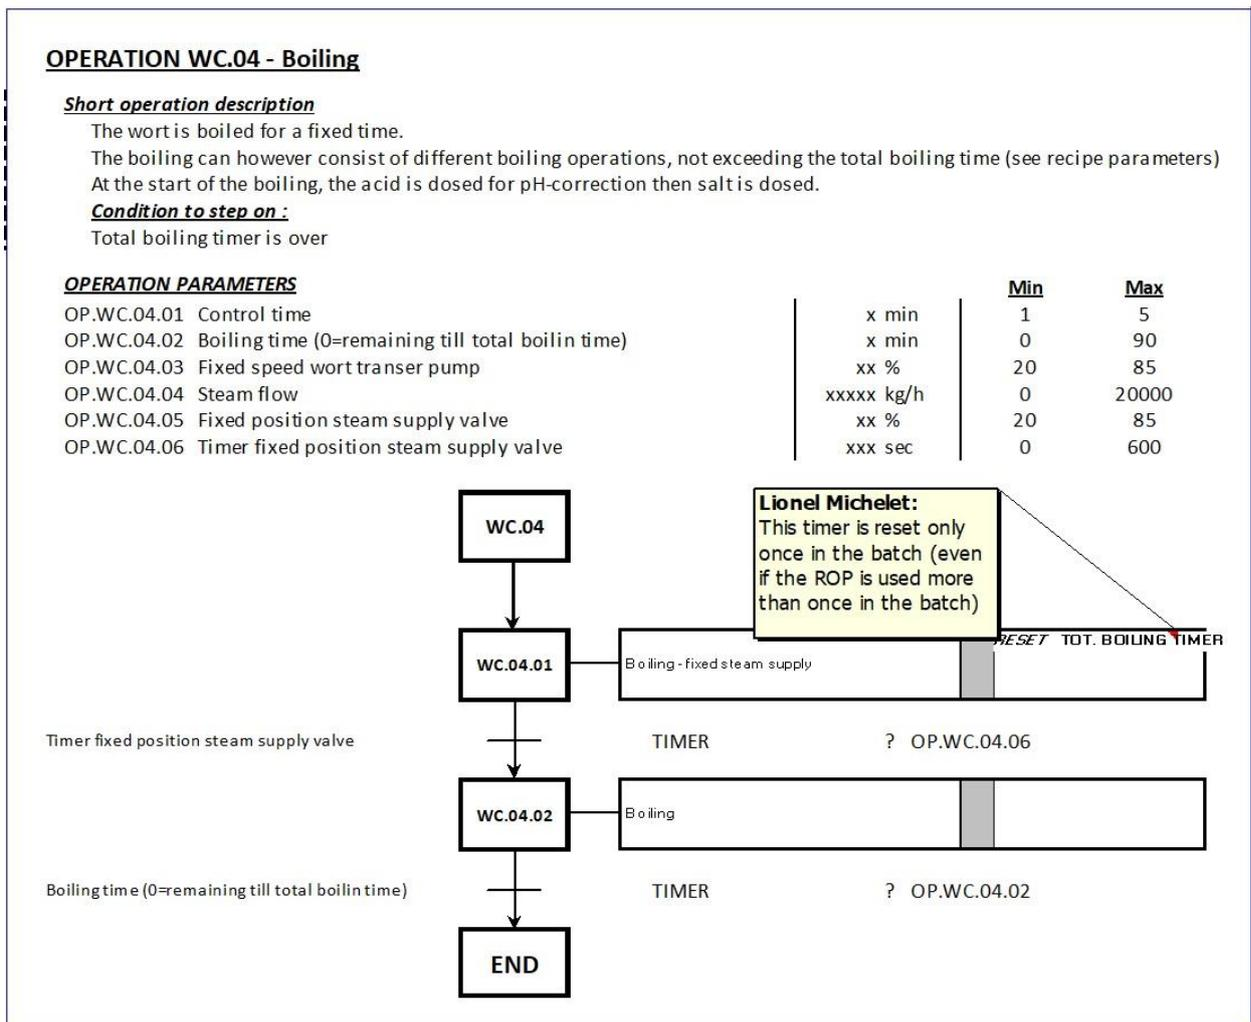 OPERATION WC.04 - Boiling
Short operation description
The wort is boiled for a fixed time.
The boiling can however consist of different boiling operations, not exceeding the total boiling time (see recipe parameters)
At the start of the boiling, the acid is dosed for pH-correction then salt is dosed.
Condition to step on :
Total boiling timer is over
OPERATION PARAMETERS Min Max
OP.WC.04.01 Control time x min 1 5
OP.WC.04.02 Boiling time (0=remaining till total boilin time) x min 0 90
OP.WC.04.03 Fixed speed wort transer pump xx % 20 85
OP.WC.04.04 Steam flow xxxxx kg/h 0 20000
OP.WC.04.05 Fixed position steam supply valve xx % 20 85
OP.WC.04.06 Timer fixed position steam supply valve xxx sec 0 600
WC.04
Lionel Michelet:
This timer is reset only
once in the batch (even
if the ROP is used more
than once in the batch)
RESET TOT. BOILING TIMER
WC.04.01 Boiling - fixed steam supply
Timer fixed position steam supply valve TIMER ? OP.WC.04.06
WC.04.02 Boiling
Boiling time (0=remaining till total boilin time) TIMER ? OP.WC.04.02
END